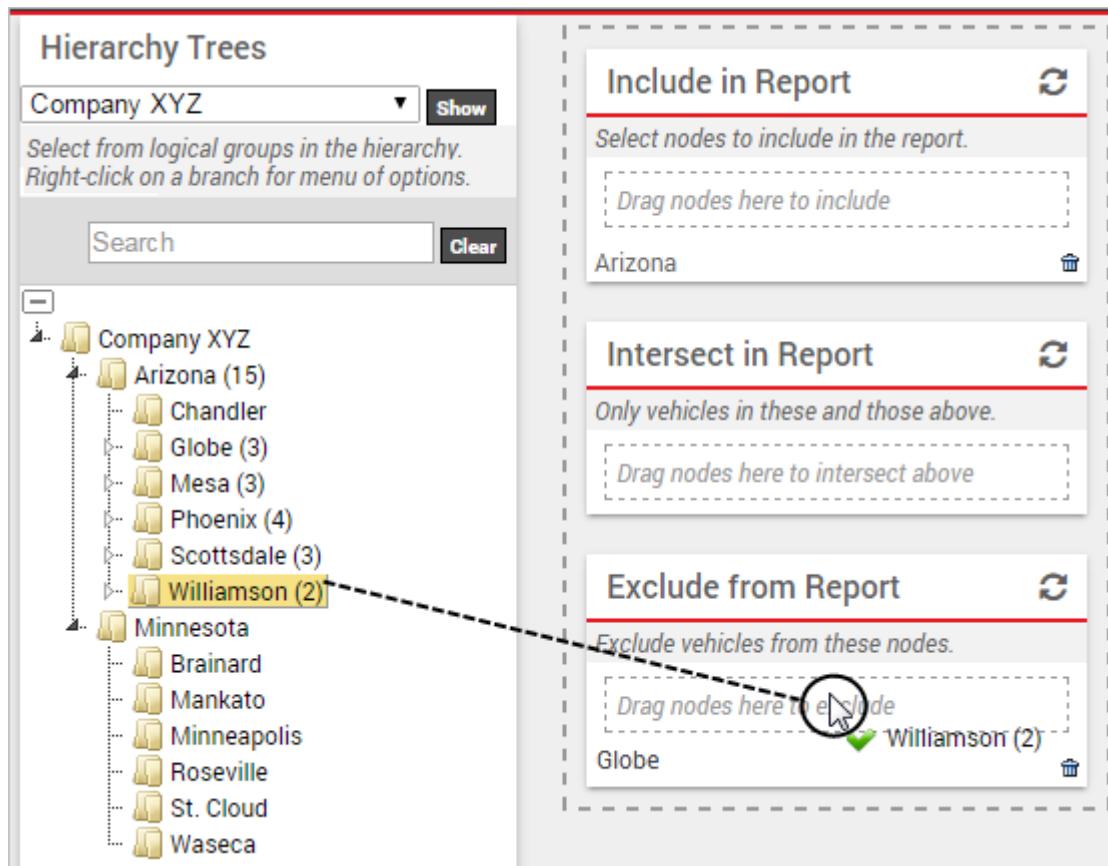 Hierarchy Trees
Company XYZ
Show
Select from logical groups in the hierarchy.
Right-click on a branch for menu of options.
Search
Clear
Company XYZ
Arizona (15)
Chandler
Globe (3)
Mesa (3)
Phoenix (4)
Scottsdale (3)
Williamson (2)
Minnesota
Brainard
Mankato
Minneapolis
Roseville
St. Cloud
Waseca
Include in Report
Select nodes to include in the report.
Drag nodes here to include
Arizona
Intersect in Report
Only vehicles in these and those above.
Drag nodes here to intersect above
Exclude from Report
Exclude vehicles from these nodes.
Drag nodes here to exclude
Williamson (2)
Globe